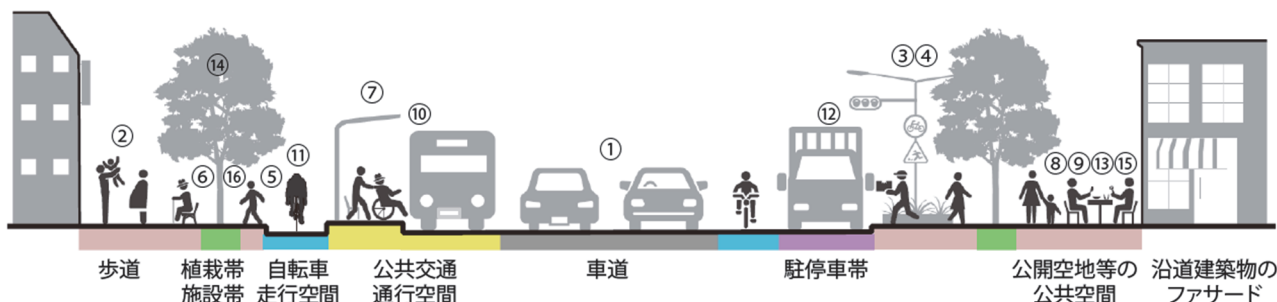 ③④
⑭
⑦
⑩
⑫
②
①
⑪
⑥ ⑯ ⑤
⑧⑨⑬⑮
歩道
植栽帯
施設帯
自転車
走行空間
公共交通
通行空間
車道
駐停車帯
公開空地等の
公共空間
沿道建築物の
ファサード